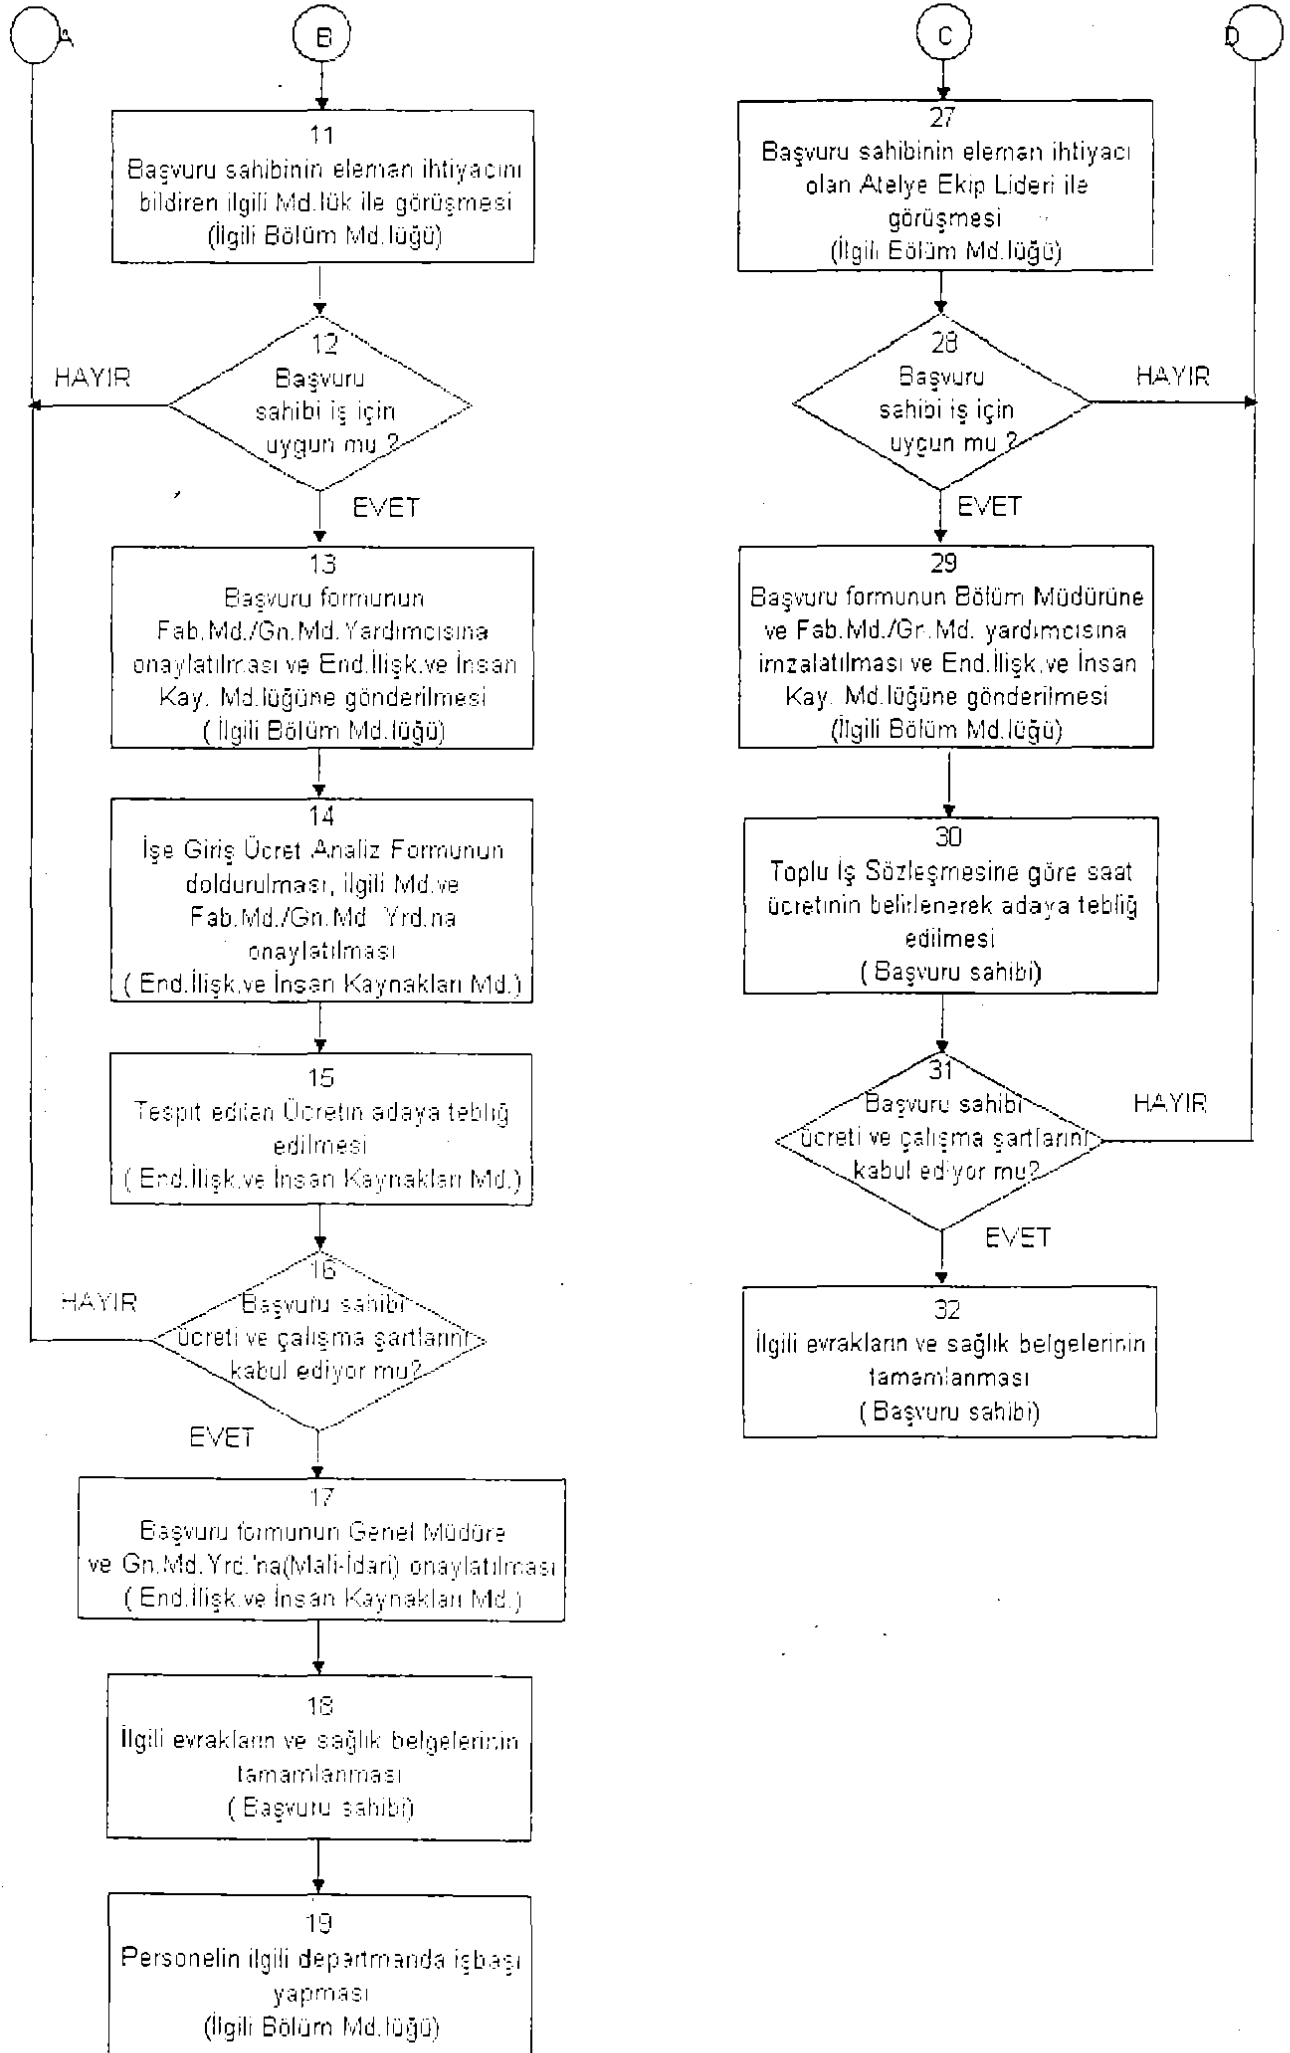 A
B
11
Başvuru sahibinin eleman ihtiyacını
bildiren ilgili Md.lük ile görüşmesi
(İlgili Bölüm Md.lüğü)
12
Başvuru
sahibi iş için
uygun mu ?
HAYIR
EVET
13
Başvuru formunun
Fab.Md./Gn.Md.Yardımcısına
onaylatılması ve End.İlişk.ve İnsan
Kay. Md.lüğüne gönderilmesi
( İlgili Bölüm Md.lüğü)
14
İşe Giriş Ücret Analiz Formunun
doldurulması, ilgili Md.ve
Fab.Md./Gn.Md. Yrd.na
onaylatılması
( End.İlişk.ve İnsan Kaynakları Md.)
15
Tespit edilen Ücretin adaya tebliğ
edilmesi
( End.İlişk.ve İnsan Kaynakları Md.)
16
Başvuru sahibi
ücreti ve çalışma şartlarını
kabul ediyor mu?
HAYIR
EVET
17
Başvuru formunun Genel Müdüre
ve Gn.Md.Yrd.'na(Mali-İdari) onaylatılması
( End.İlişk.ve İnsan Kaynakları Md.)
18
İlgili evrakların ve sağlık belgelerinin
tamamlanması
( Başvuru sahibi)
19
Personelin ilgili departmanda işbaşı
yapması
(İlgili Bölüm Md.lüğü)
C
D
27
Başvuru sahibinin eleman ihtiyacı
olan Atelye Ekip Lideri ile
görüşmesi
(İlgili Bölüm Md.lüğü)
28
Başvuru
sahibi iş için
uygun mu ?
HAYIR
EVET
29
Başvuru formunun Bölüm Müdürüne
ve Fab.Md./Gn.Md. yardımcısına
imzalatılması ve End.İlişk.ve İnsan
Kay. Md.lüğüne gönderilmesi
(İlgili Bölüm Md.lüğü)
30
Toplu İş Sözleşmesine göre saat
ücretinin belirlenerek adaya tebliğ
edilmesi
( Başvuru sahibi)
31
Başvuru sahibi
ücreti ve çalışma şartlarını
kabul ediyor mu?
HAYIR
EVET
32
İlgili evrakların ve sağlık belgelerinin
tamamlanması
( Başvuru sahibi)